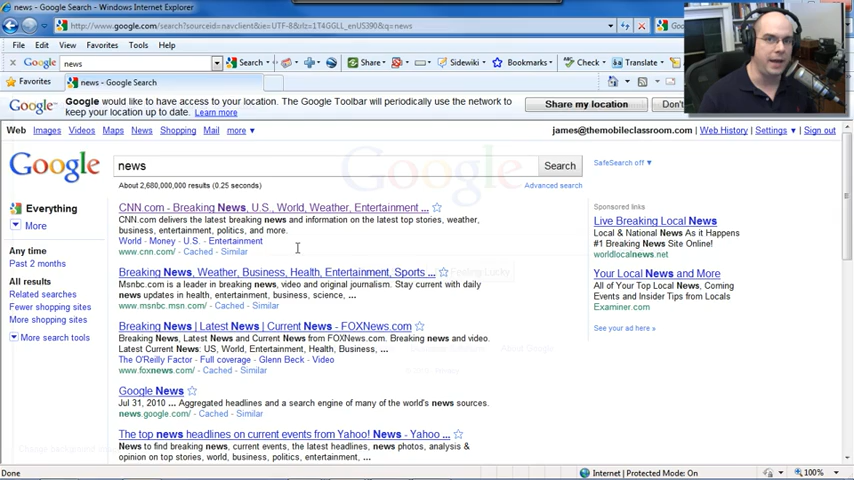 news - Google Search - Windows Internet Explorer
http://www.google.com/search?sourceid=navclient&ie=UTF-8&rlz=1T4GGLL_enUS390&q=news
File Edit View Favorites Tools Help
news Search Share Sidewiki Bookmarks Check Translate
Favorites news - Google Search
Google would like to have access to your location. The Google Toolbar will periodically use the network to
keep your location up to date. Learn more
Share my location Don't
Web Images Videos Maps News Shopping Mail more james@themobileclassroom.com Web History Settings Sign out
Google news Search SafeSearch off
About 2,680,000,000 results (0.25 seconds) Advanced search
Everything
More
Any time
Past 2 months
All results
Related searches
Fewer shopping sites
More shopping sites
More search tools
CNN.com - Breaking News, U.S., World, Weather, Entertainment ...
CNN.com delivers the latest breaking news and information on the latest top stories, weather,
business, entertainment, politics, and more.
World - Money - U.S. - Entertainment
www.cnn.com/ - Cached - Similar
Breaking News, Weather, Business, Health, Entertainment, Sports ...
Msnbc.com is a leader in breaking news, video and original journalism. Stay current with daily
news updates in health, entertainment, business, science, ...
www.msnbc.msn.com/ - Cached - Similar
Breaking News | Latest News | Current News - FOXNews.com
Breaking News, Latest News and Current News from FOXNews.com. Breaking news and video.
Latest Current News: US, World, Entertainment, Health, Business, ...
The O'Reilly Factor - Full coverage - Glenn Beck - Video
www.foxnews.com/ - Cached - Similar
Google News
Jul 31, 2010 ... Aggregated headlines and a search engine of many of the world's news sources.
news.google.com/ - Cached - Similar
The top news headlines on current events from Yahoo! News - Yahoo ...
News to find breaking news, current events, the latest headlines, news photos, analysis &
opinion on top stories, world, business, politics, entertainment, ...
Sponsored links
Live Breaking Local News
Local & National News As it Happens
#1 Breaking News Site Online!
worldlocalnews.net
Your Local News and More
All of Your Top Local News, Coming
Events and Insider Tips from Locals
Examiner.com
See your ad here »
Done Internet | Protected Mode: On 100%